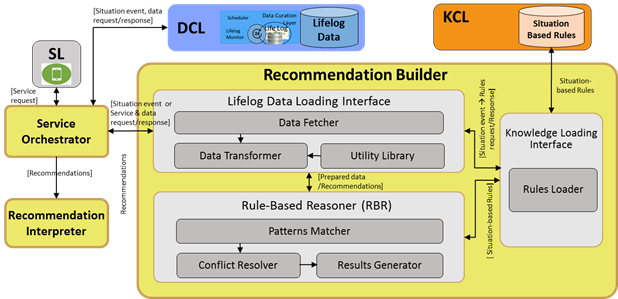 [Situation event, data
request/response]
DCL
Scheduler
Data Curation
Layer
Lifelog
Monitor
Life Log
Lifelog
Data
KCL
Situation
Based Rules
SL
[Service
request]
[Situation event or
Service & data
request/response]
Situation-
based Rules
Recommendation Builder
Service
Orchestrator
[Recommendations]
Recommendation
Interpreter
Recommendations
Lifelog Data Loading Interface
Data Fetcher
Data Transformer
Utility Library
[Prepared data
/Recommendations]
Rule-Based Reasoner (RBR)
Patterns Matcher
Conflict Resolver
Results Generator
[Situation event → Rules
request/Response]
[Situation-based Rules]
Knowledge Loading
Interface
Rules Loader